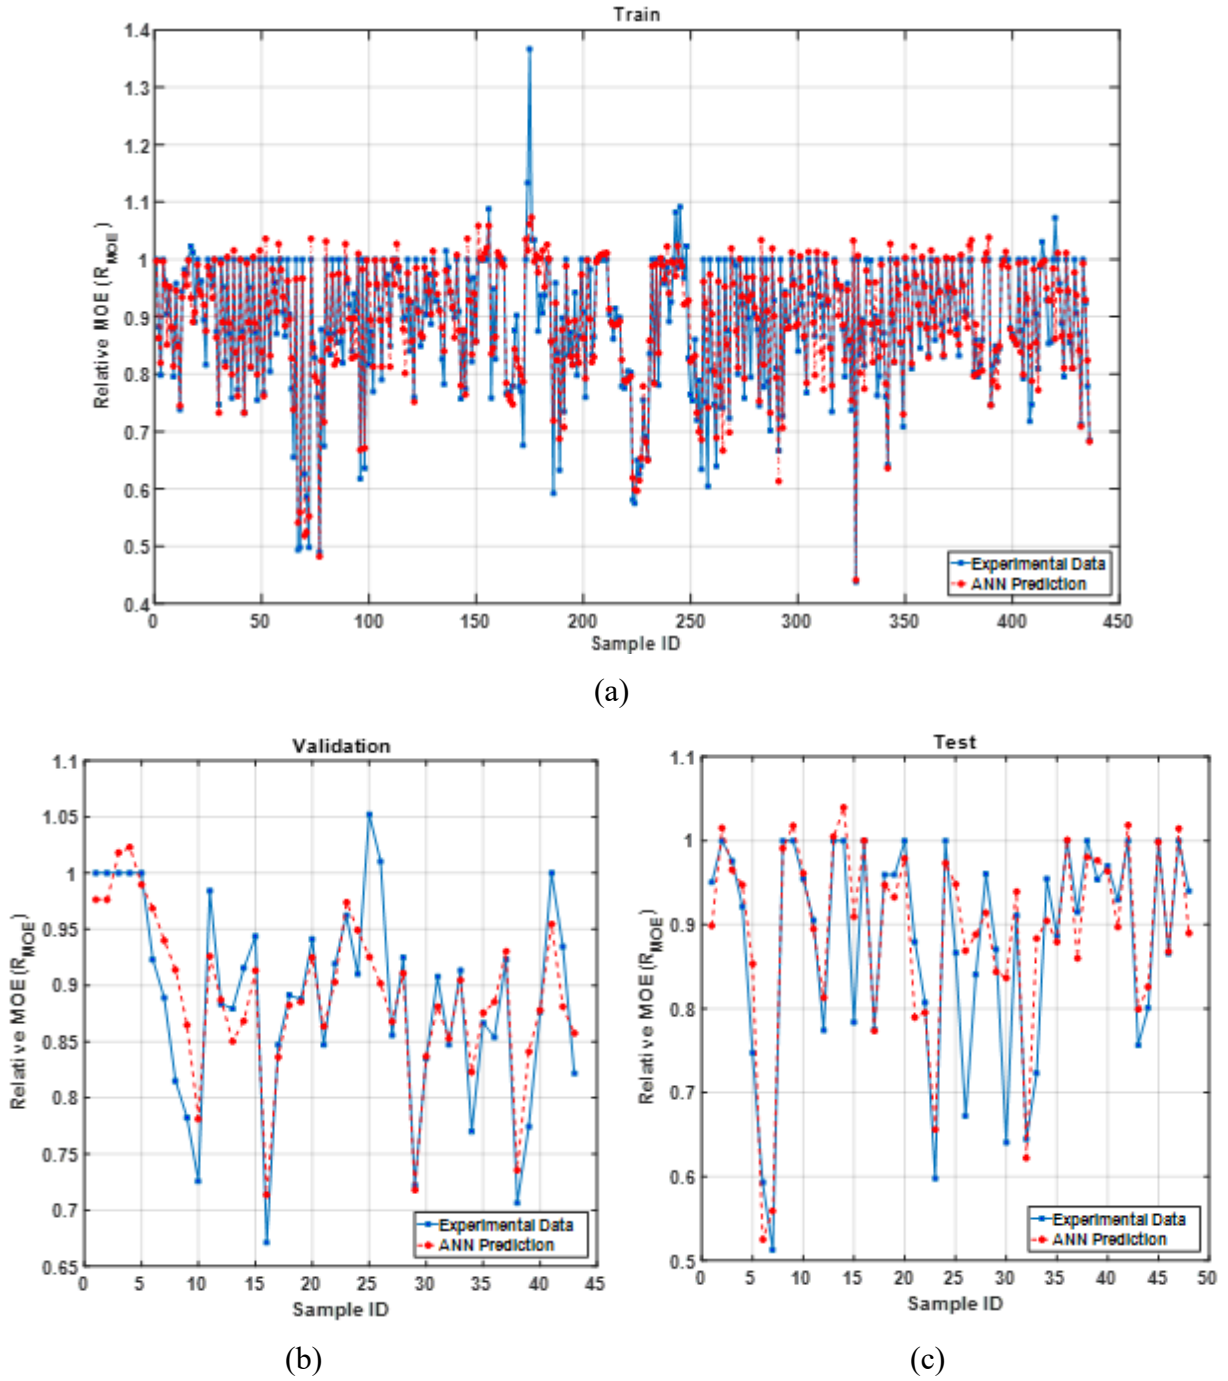 Train
Relative MOE (R_MOE)
1.4
1.3
1.2
1.1
1
0.9
0.8
0.7
0.6
0.5
0.4
Experimental Data
ANN Prediction
0 50 100 150 200 250 300 350 400 450
Sample ID
(a)
Validation
Relative MOE (R_MOE)
1.1
1.05
1
0.95
0.9
0.85
0.8
0.75
0.7
0.65
Experimental Data
ANN Prediction
0 5 10 15 20 25 30 35 40 45
Sample ID
(b)
Test
Relative MOE (R_MOE)
1.1
1
0.9
0.8
0.7
0.6
0.5
Experimental Data
ANN Prediction
0 5 10 15 20 25 30 35 40 45 50
Sample ID
(c)